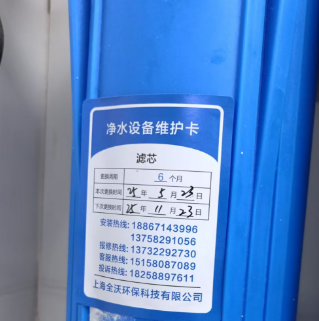 净水设备维护卡
滤芯
更换周期 6 个月
本次更换时间 25 年 5 月 23 日
下次更换时间 25 年 11 月 23 日
安装热线: 18867143996
13758291056
报修热线: 13732292730
客服热线: 15158087089
投诉热线: 18258897611
上海全沃环保科技有限公司